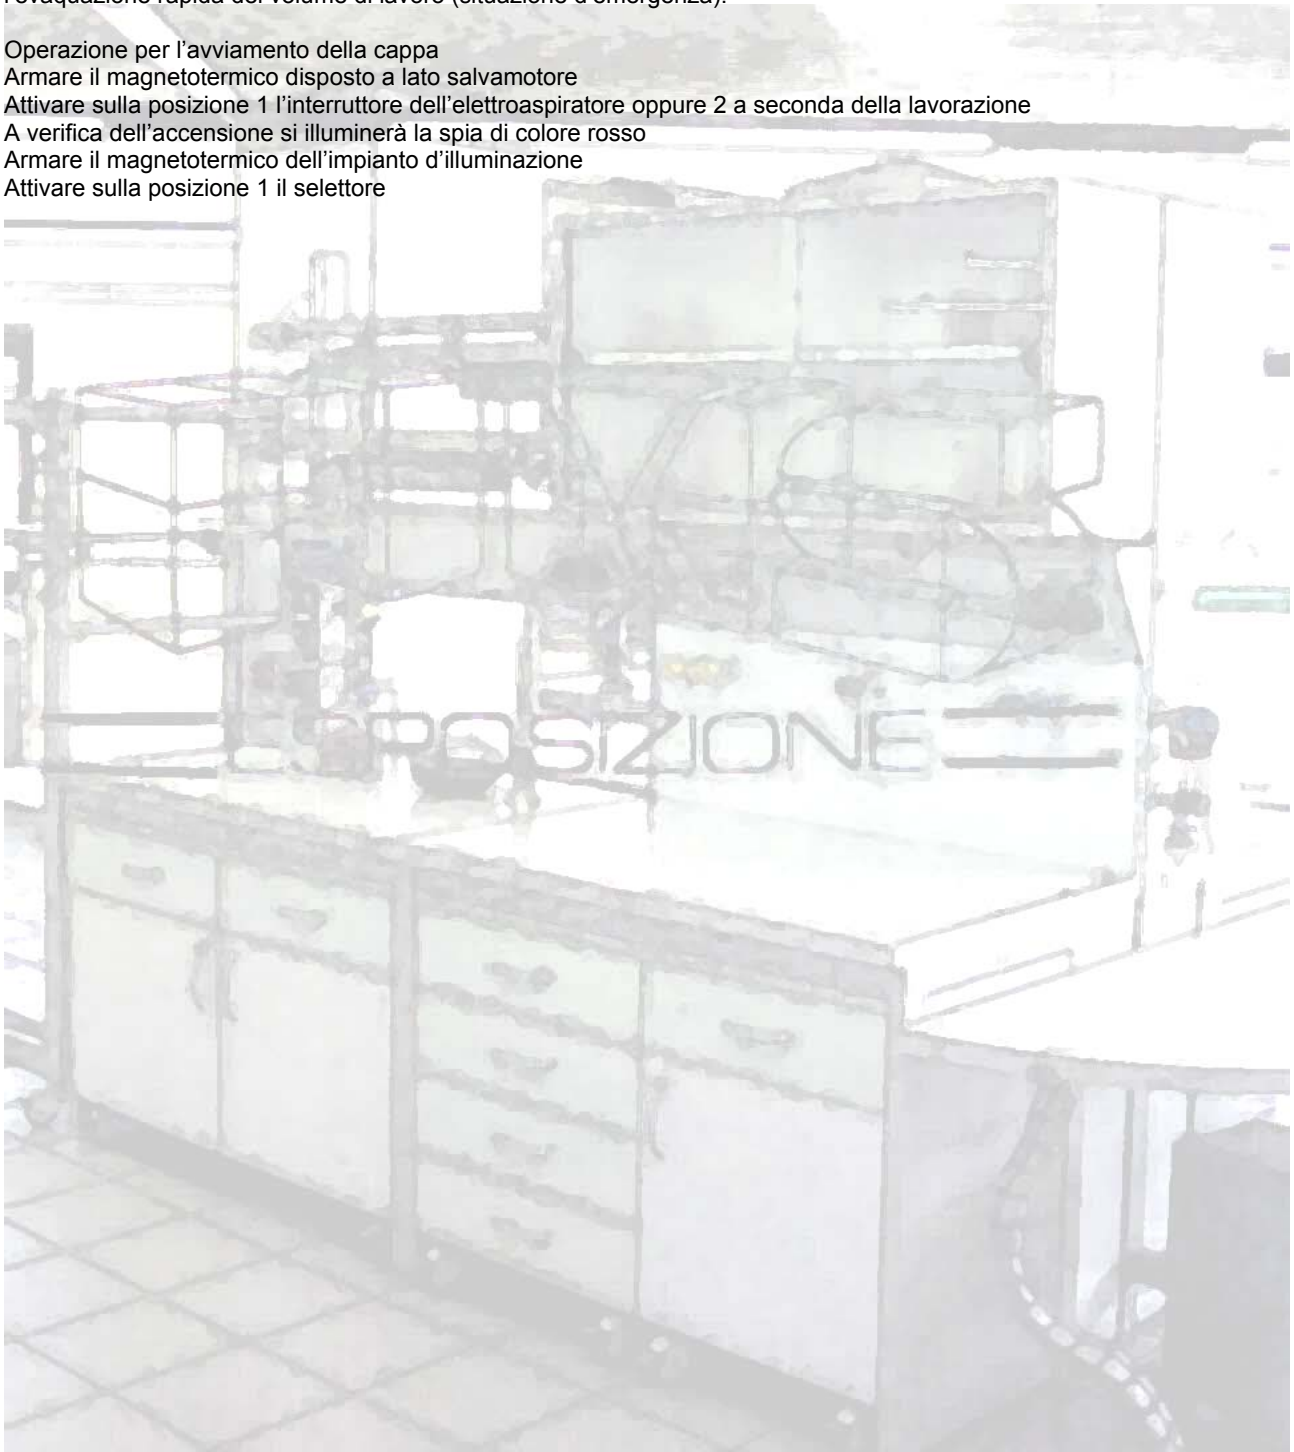 l'evaquazione rapida del volume di lavoro (situazione d'emergenza).
Operazione per l'avviamento della cappa
Armare il magnetotermico disposto a lato salvamotore
Attivare sulla posizione 1 l'interruttore dell'elettroaspiratore oppure 2 a seconda della lavorazione
A verifica dell'accensione si illuminerà la spia di colore rosso
Armare il magnetotermico dell'impianto d'illuminazione
Attivare sulla posizione 1 il selettore
POSIZIONE